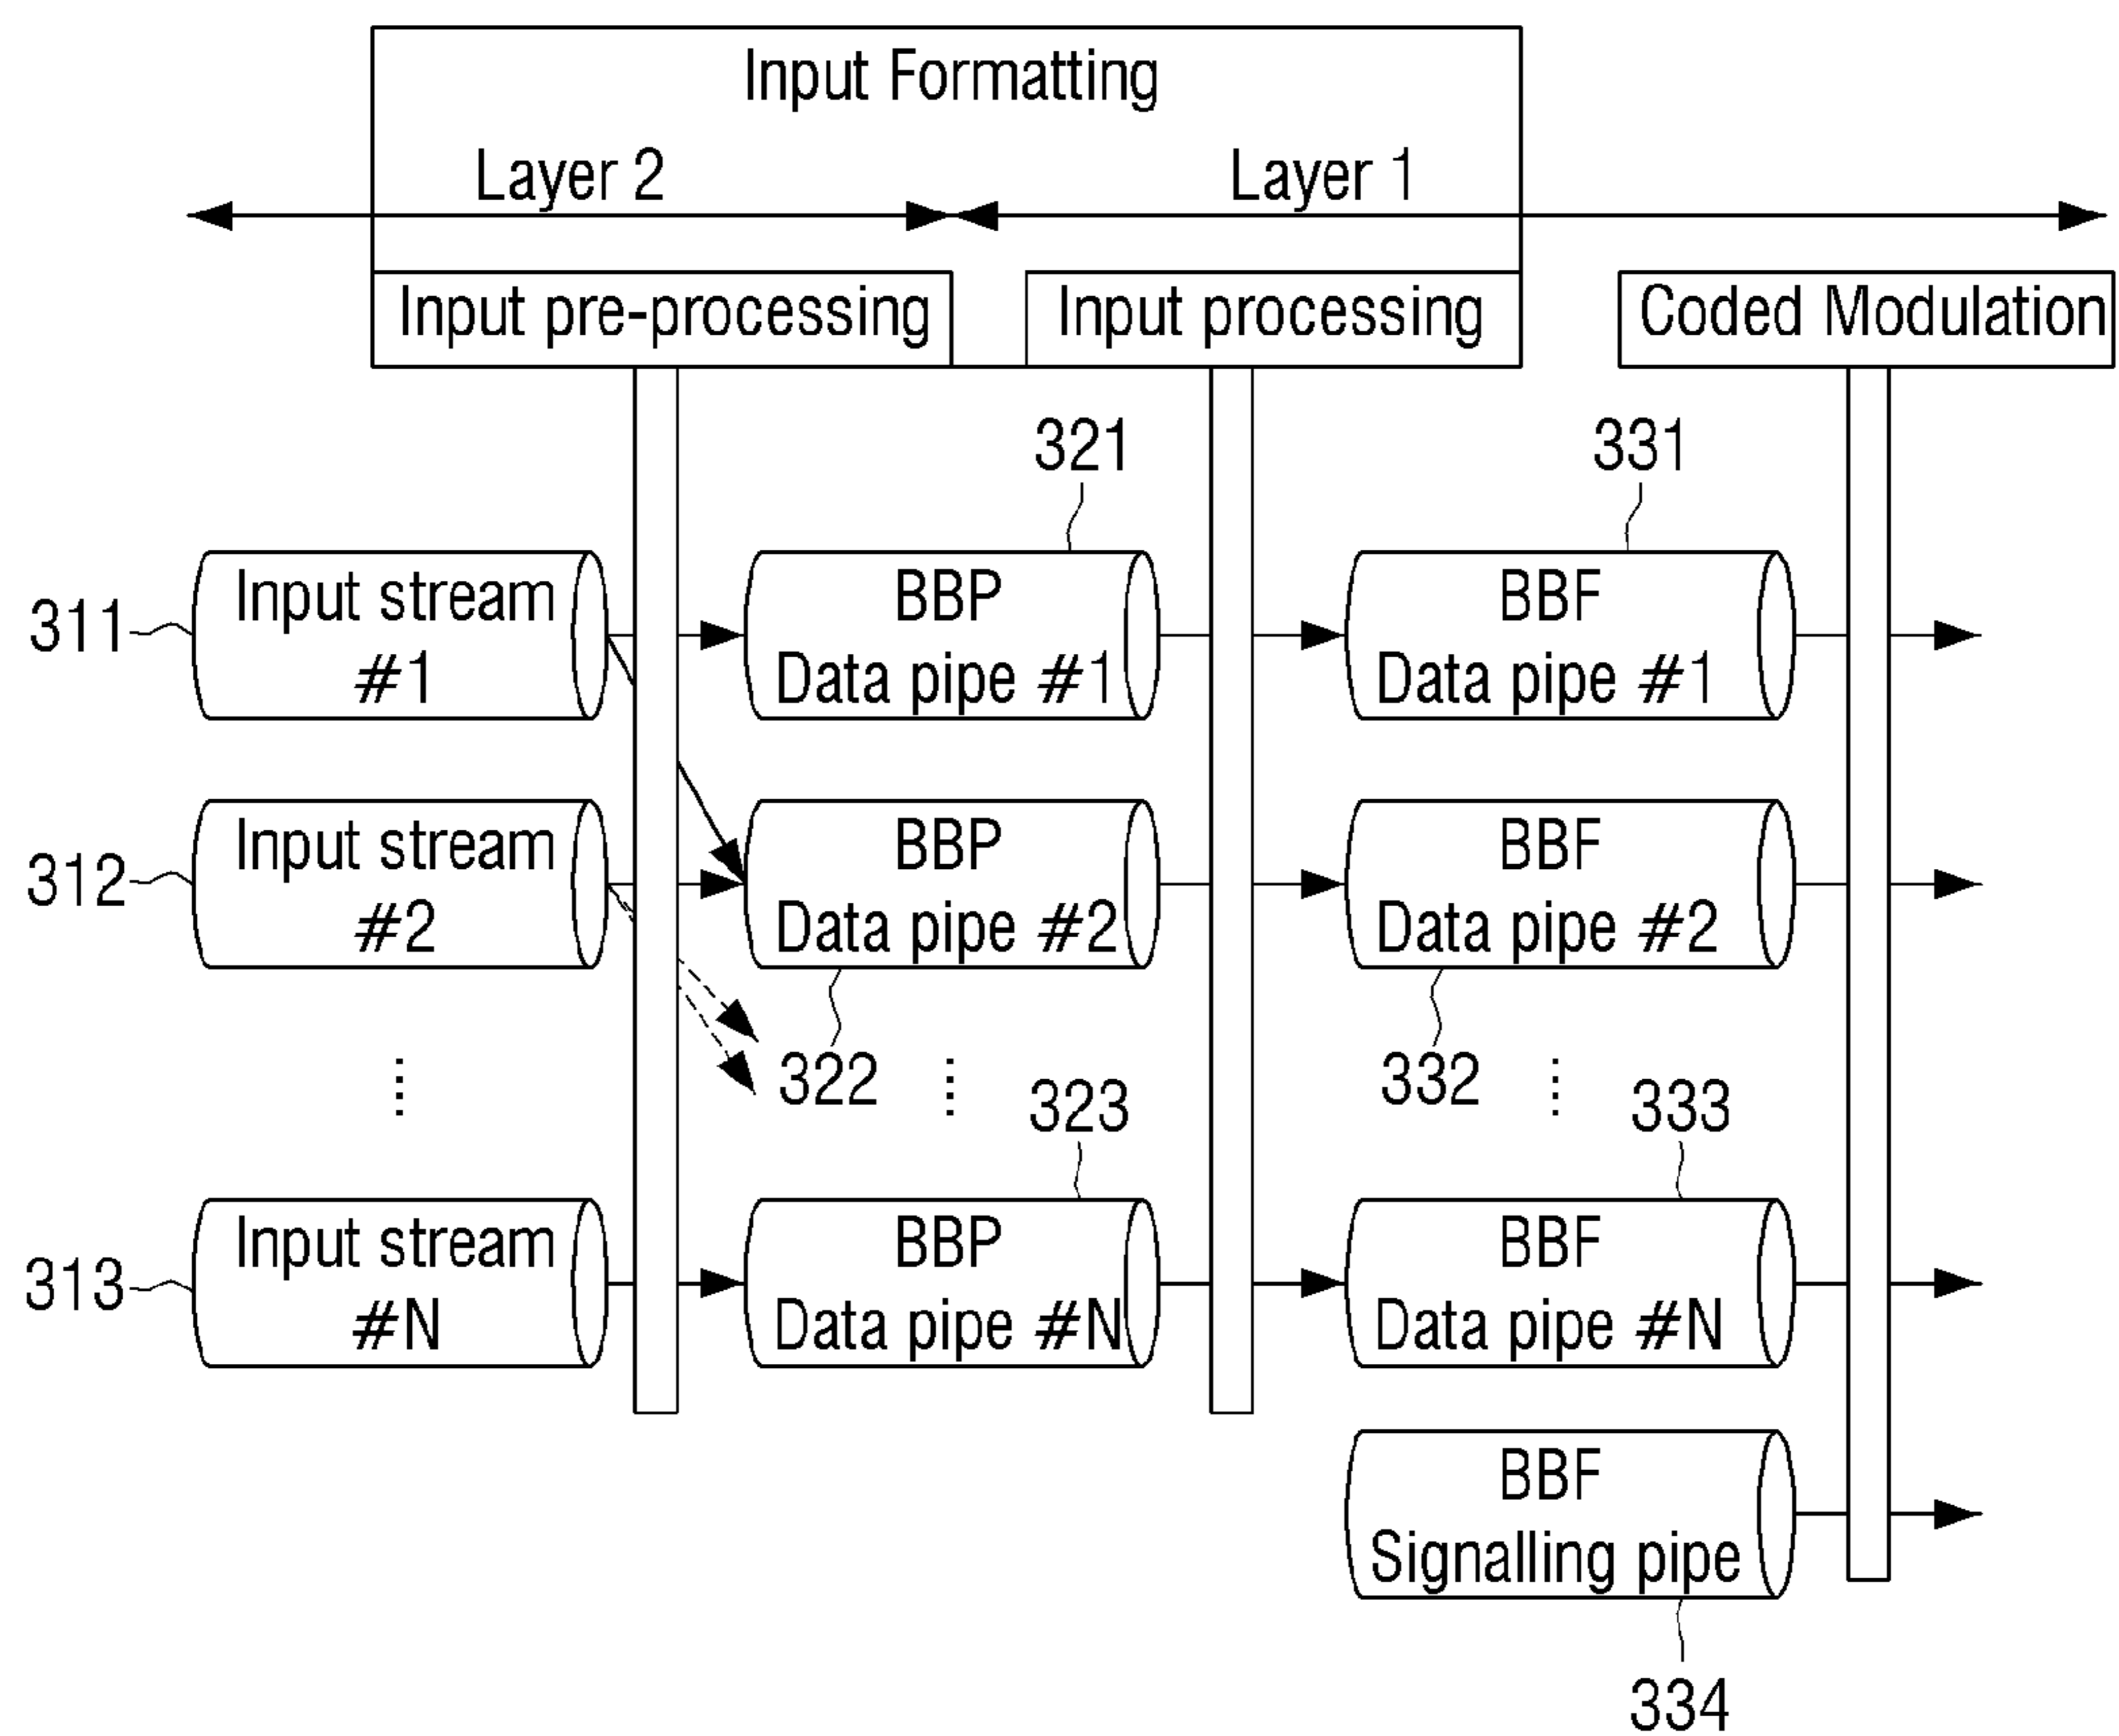 Input Formatting
Layer 2
Layer 1
Input pre-processing
Input processing
Coded Modulation
321
331
311
Input stream
#1
BBP
Data pipe #1
BBF
Data pipe #1
312
Input stream
#2
BBP
Data pipe #2
BBF
Data pipe #2
322
332
323
333
313
Input stream
#N
BBP
Data pipe #N
BBF
Data pipe #N
BBF
Signalling pipe
334